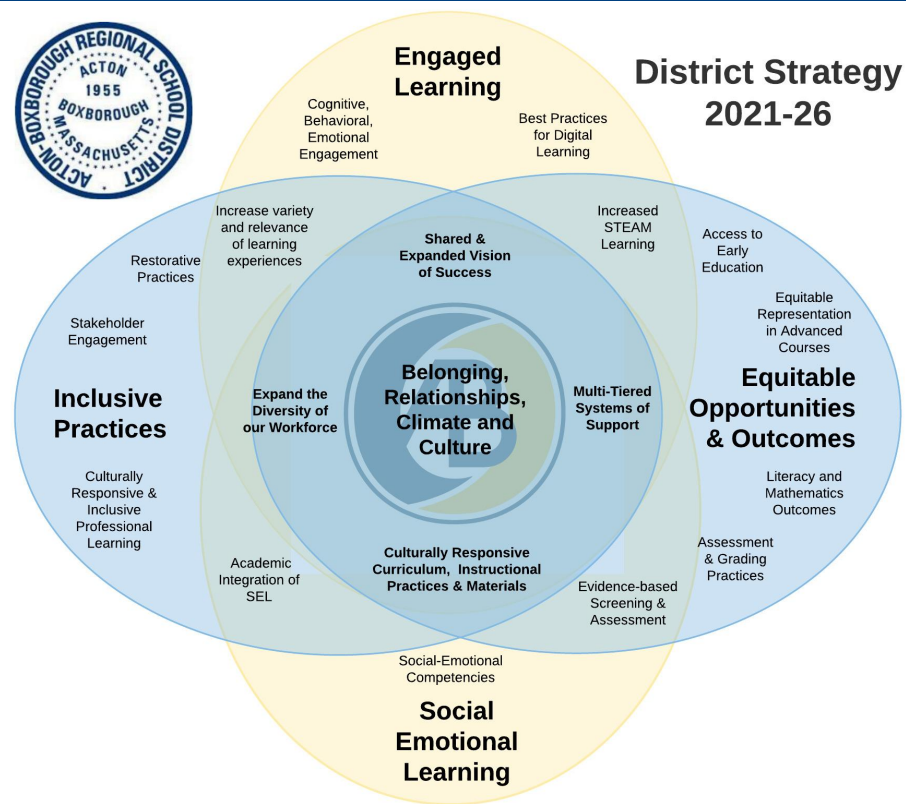 ACTON-BOXBOROUGH REGIONAL SCHOOL DISTRICT
ACTON
1955
BOXBOROUGH
MASSACHUSETTS
District Strategy
2021-26
Engaged
Learning
Cognitive,
Behavioral,
Emotional
Engagement
Best Practices
for Digital
Learning
Increase variety
and relevance
of learning
experiences
Shared &
Expanded Vision
of Success
Increased
STEAM
Learning
Access to
Early
Education
Restorative
Practices
Stakeholder
Engagement
Equitable
Representation
in Advanced
Courses
Inclusive
Practices
Expand the
Diversity of
our Workforce
AB
Belonging,
Relationships,
Climate and
Culture
Multi-Tiered
Systems of
Support
Equitable
Opportunities
& Outcomes
Culturally
Responsive &
Inclusive
Professional
Learning
Literacy and
Mathematics
Outcomes
Assessment
& Grading
Practices
Academic
Integration of
SEL
Culturally Responsive
Curriculum, Instructional
Practices & Materials
Evidence-based
Screening &
Assessment
Social-Emotional
Competencies
Social
Emotional
Learning